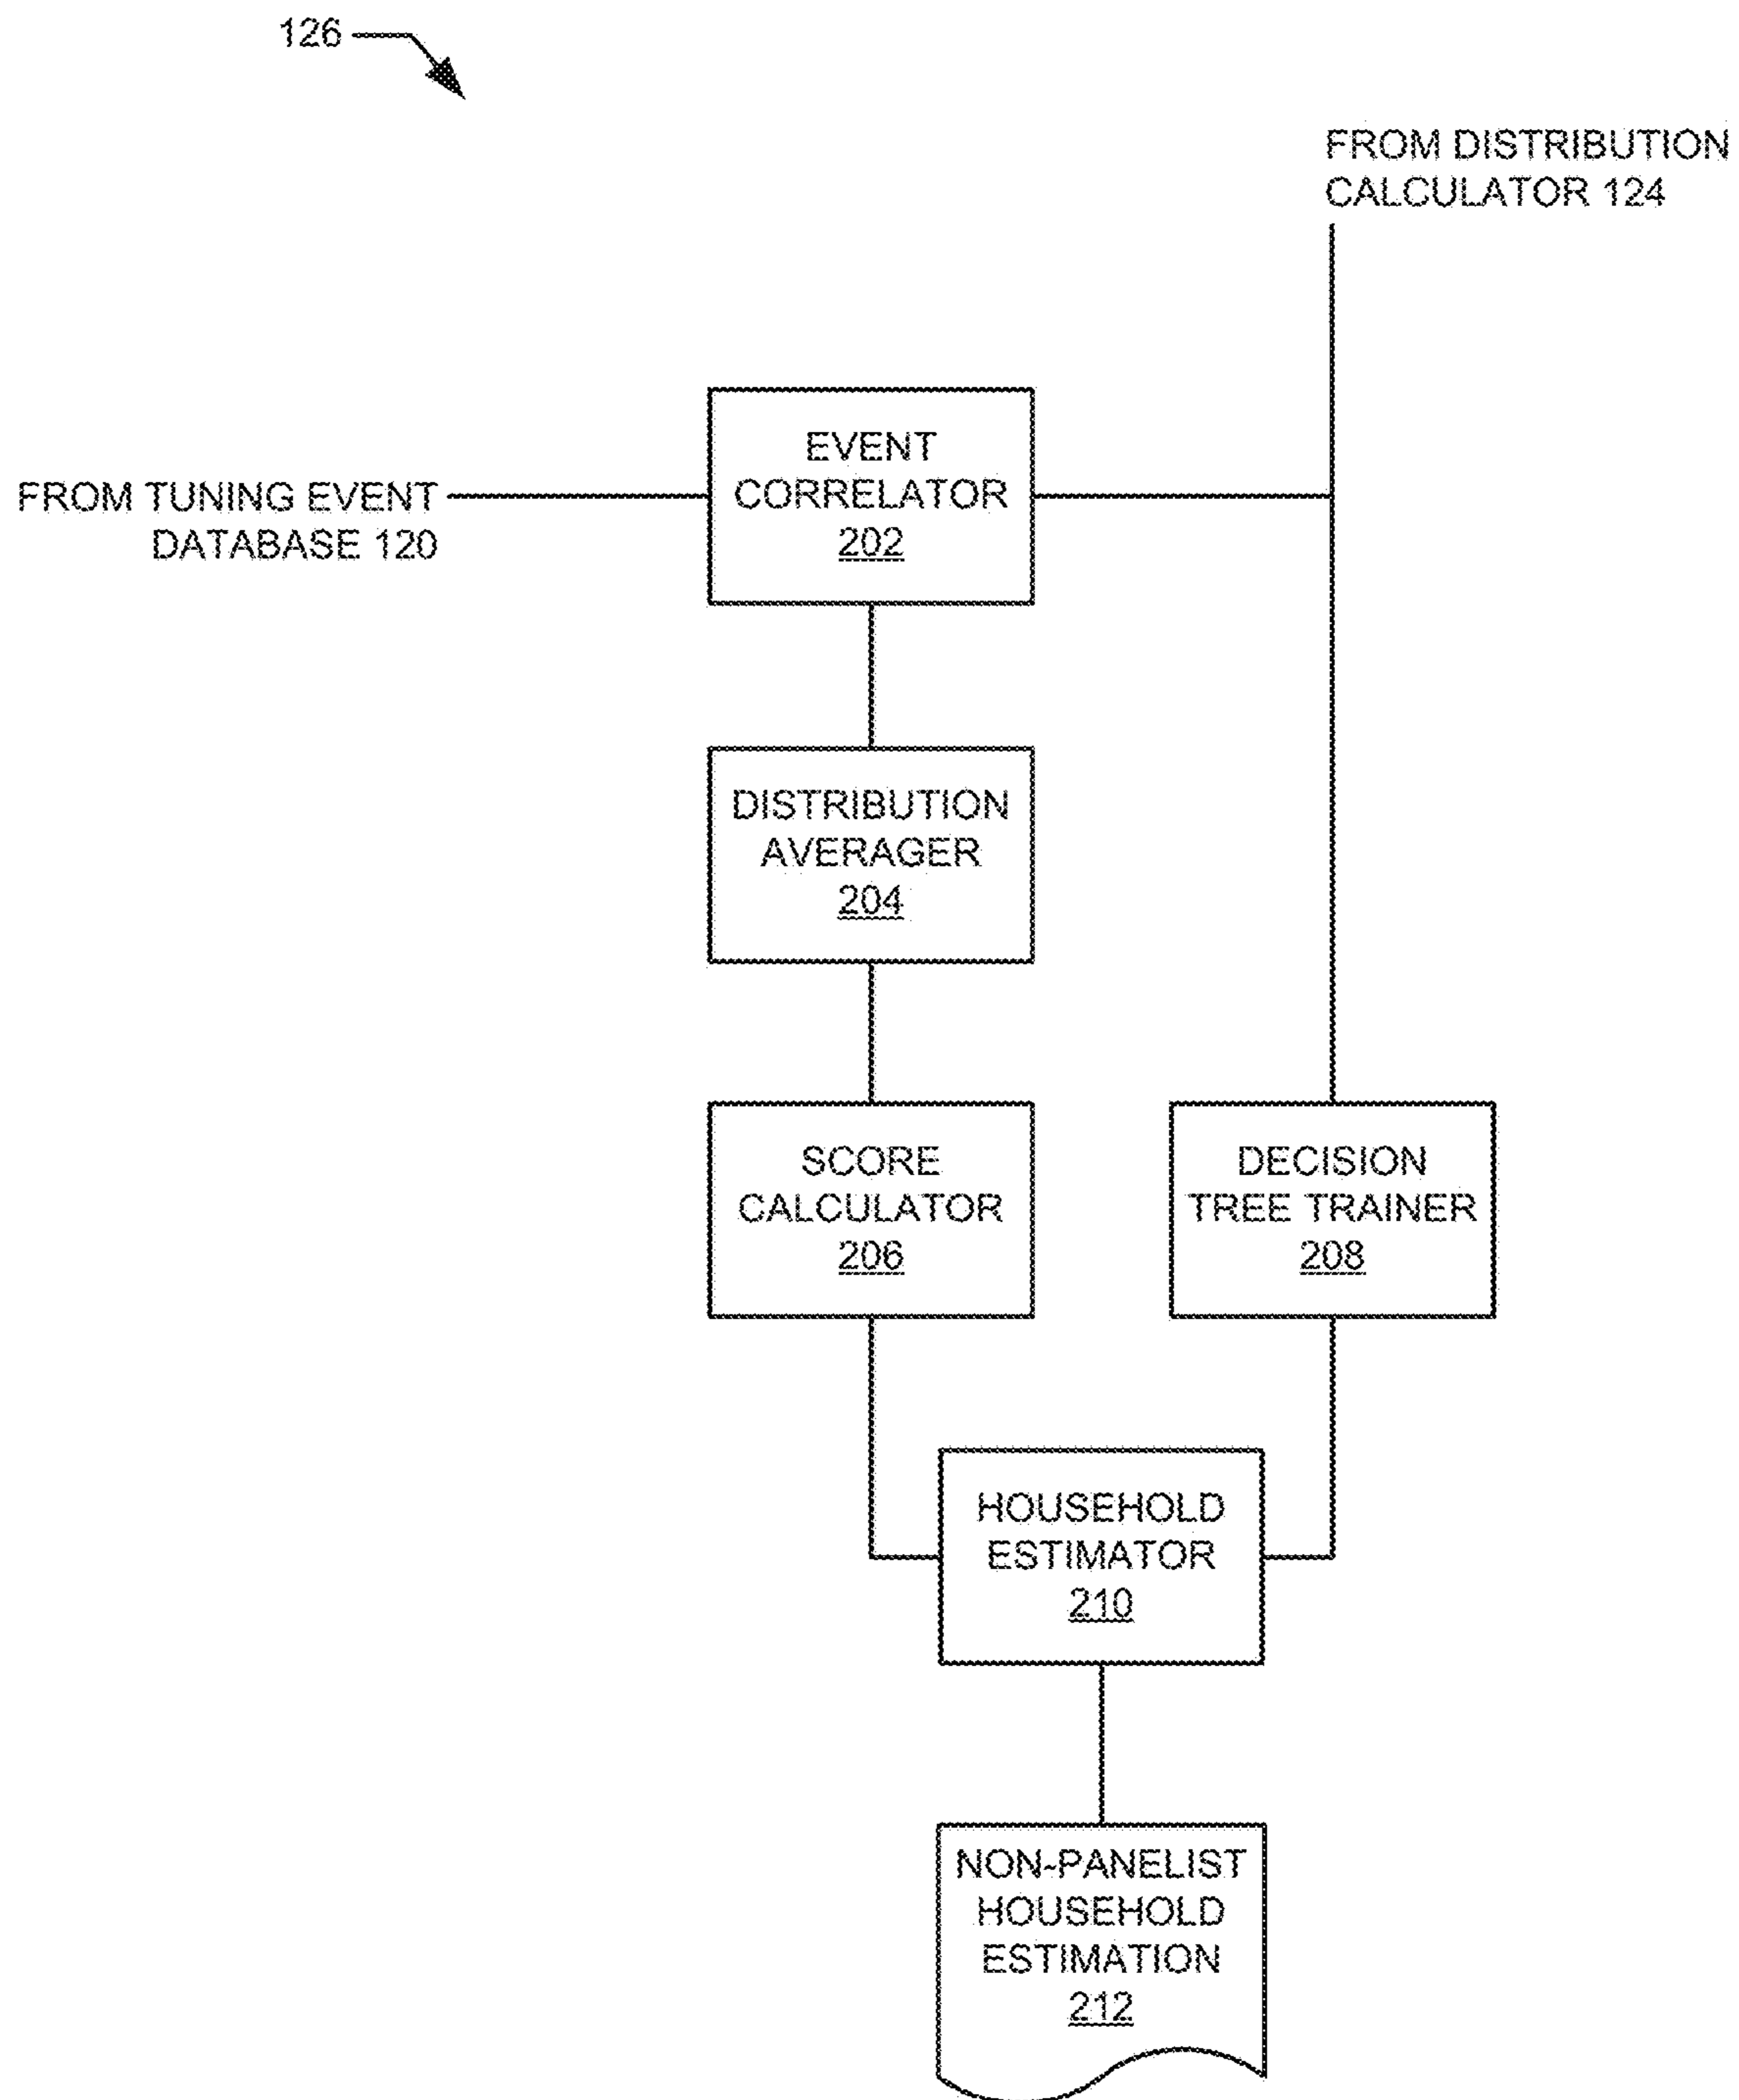 126
FROM DISTRIBUTION
CALCULATOR 124
EVENT
CORRELATOR
202
FROM TUNING EVENT
DATABASE 120
DISTRIBUTION
AVERAGER
204
SCORE
CALCULATOR
206
DECISION
TREE TRAINER
208
HOUSEHOLD
ESTIMATOR
210
NON-PANELIST
HOUSEHOLD
ESTIMATION
212